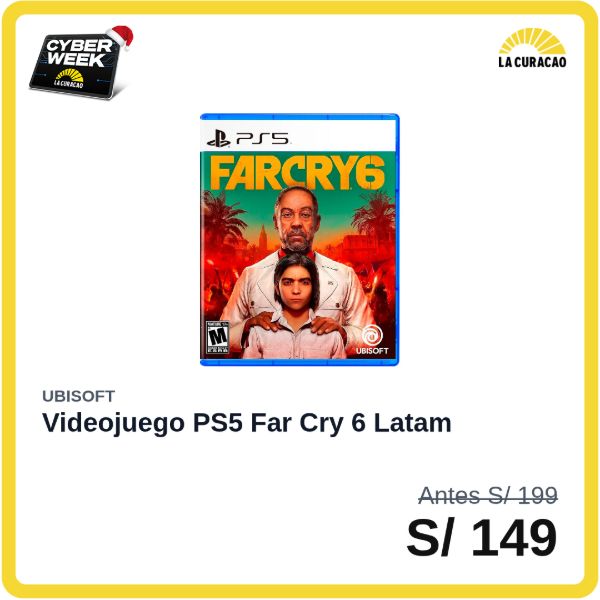 CYBER
WEEK
LA CURACAO
LA CURACAO
PS5
FARCRY6
M
UBISOFT
UBISOFT
Videojuego PS5 Far Cry 6 Latam
Antes S/ 199
S/ 149